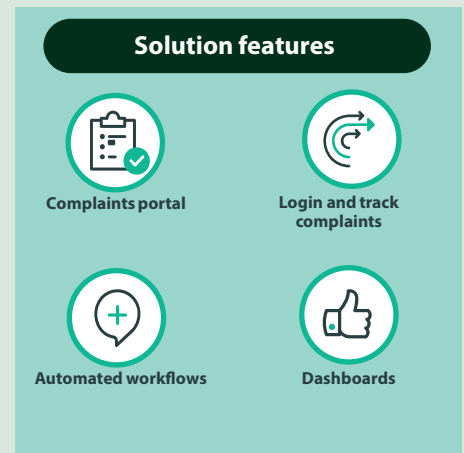 Solution features
Complaints portal
Login and track
complaints
Automated workflows
Dashboards